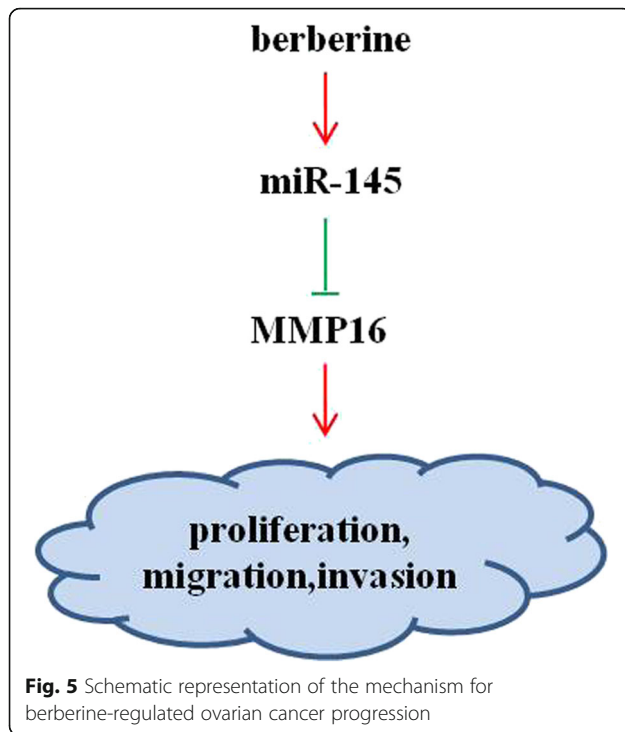 berberine
miR-145
MMP16
proliferation,
migration,invasion
Fig. 5 Schematic representation of the mechanism for
berberine-regulated ovarian cancer progression